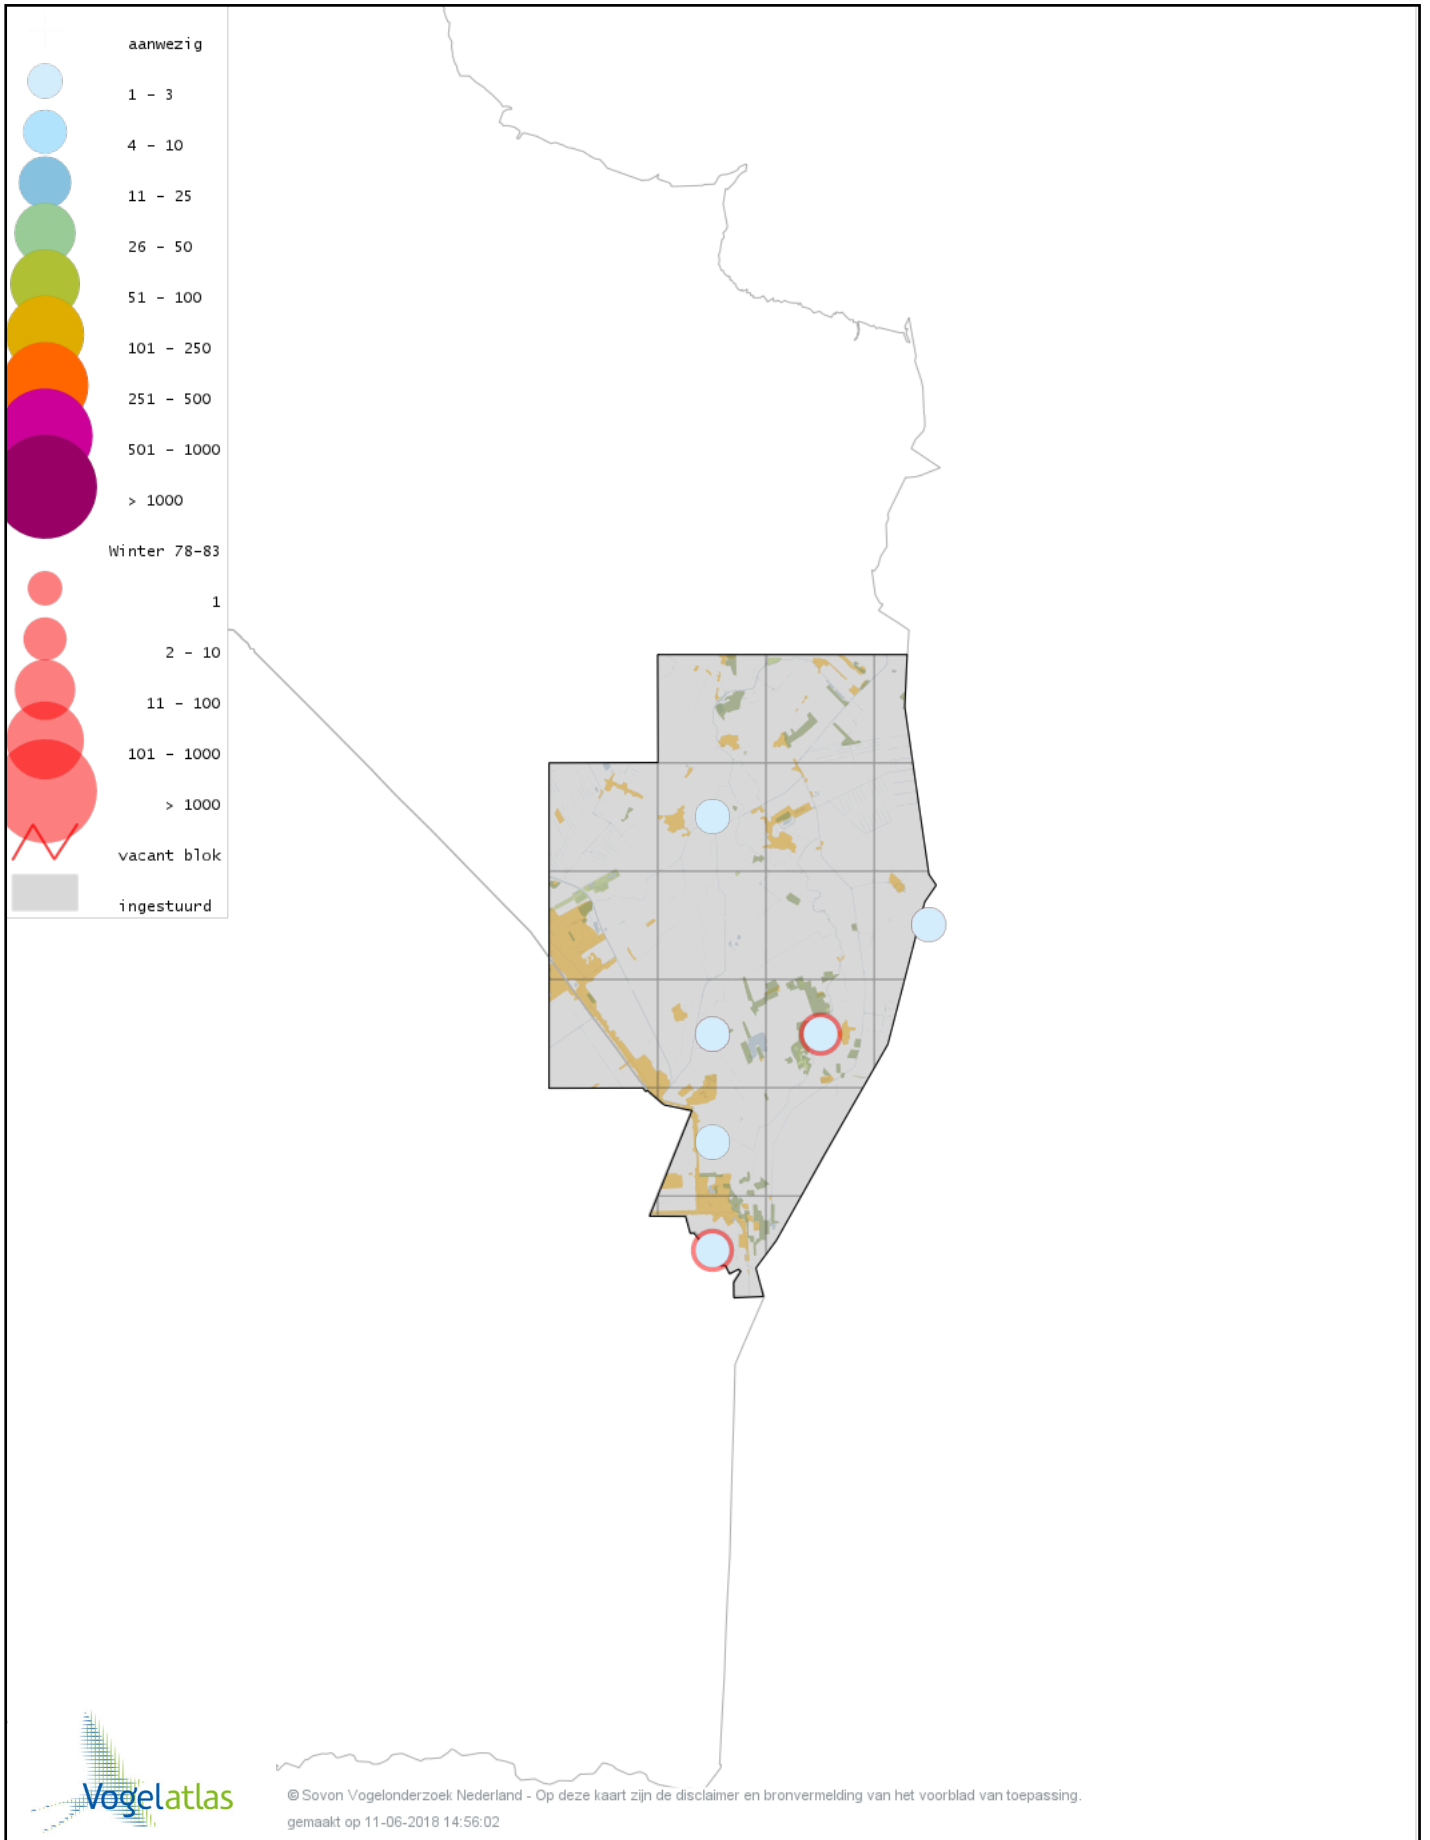 aanwezig
1 - 3
4 - 10
11 - 25
26 - 50
51 - 100
101 - 250
251 - 500
501 - 1000
> 1000
Winter 78-83
1
2 - 10
11 - 100
101 - 1000
> 1000
vacant blok
ingestuurd
Vogelatlas
© Sovon Vogelonderzoek Nederland - Op deze kaart zijn de disclaimer en bronvermelding van het voorblad van toepassing.
gemaakt op 11-06-2018 14:56:02